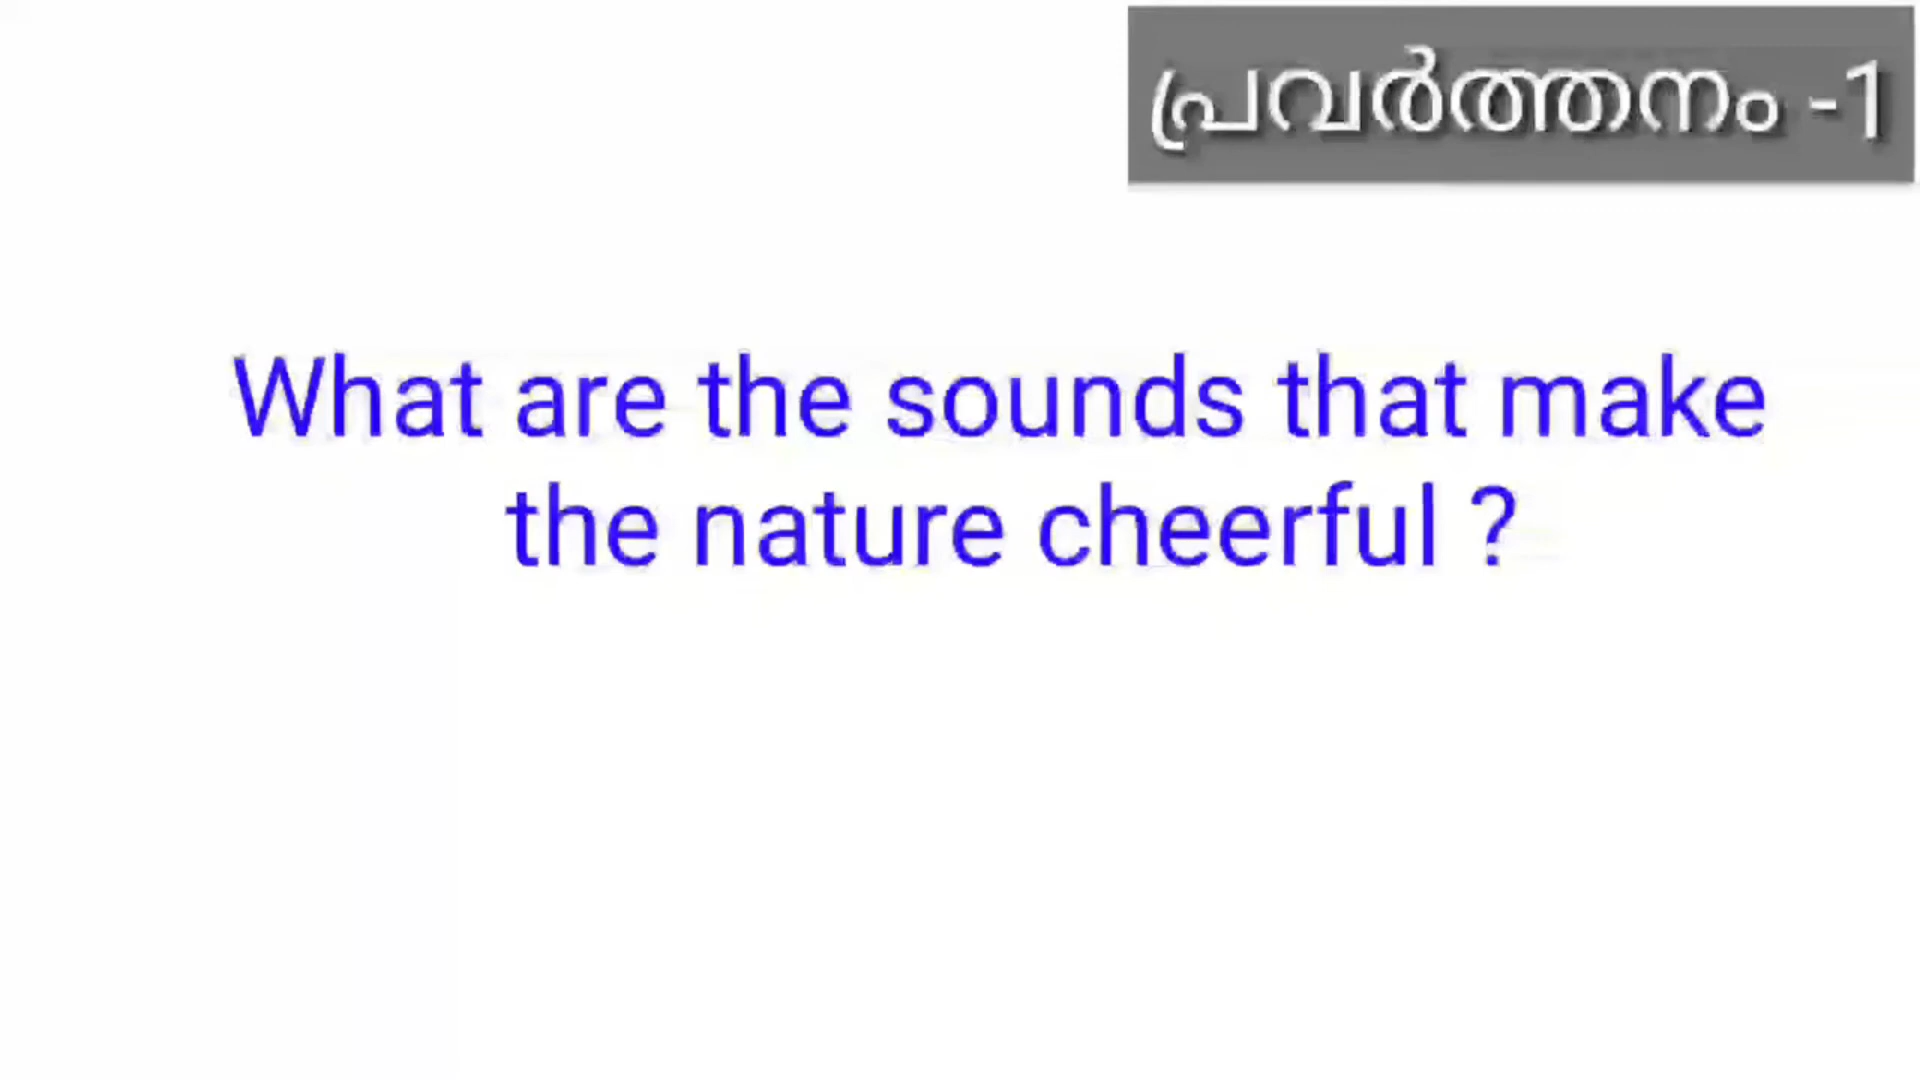 പ്രവർത്തനം -1
What are the sounds that make
the nature cheerful ?